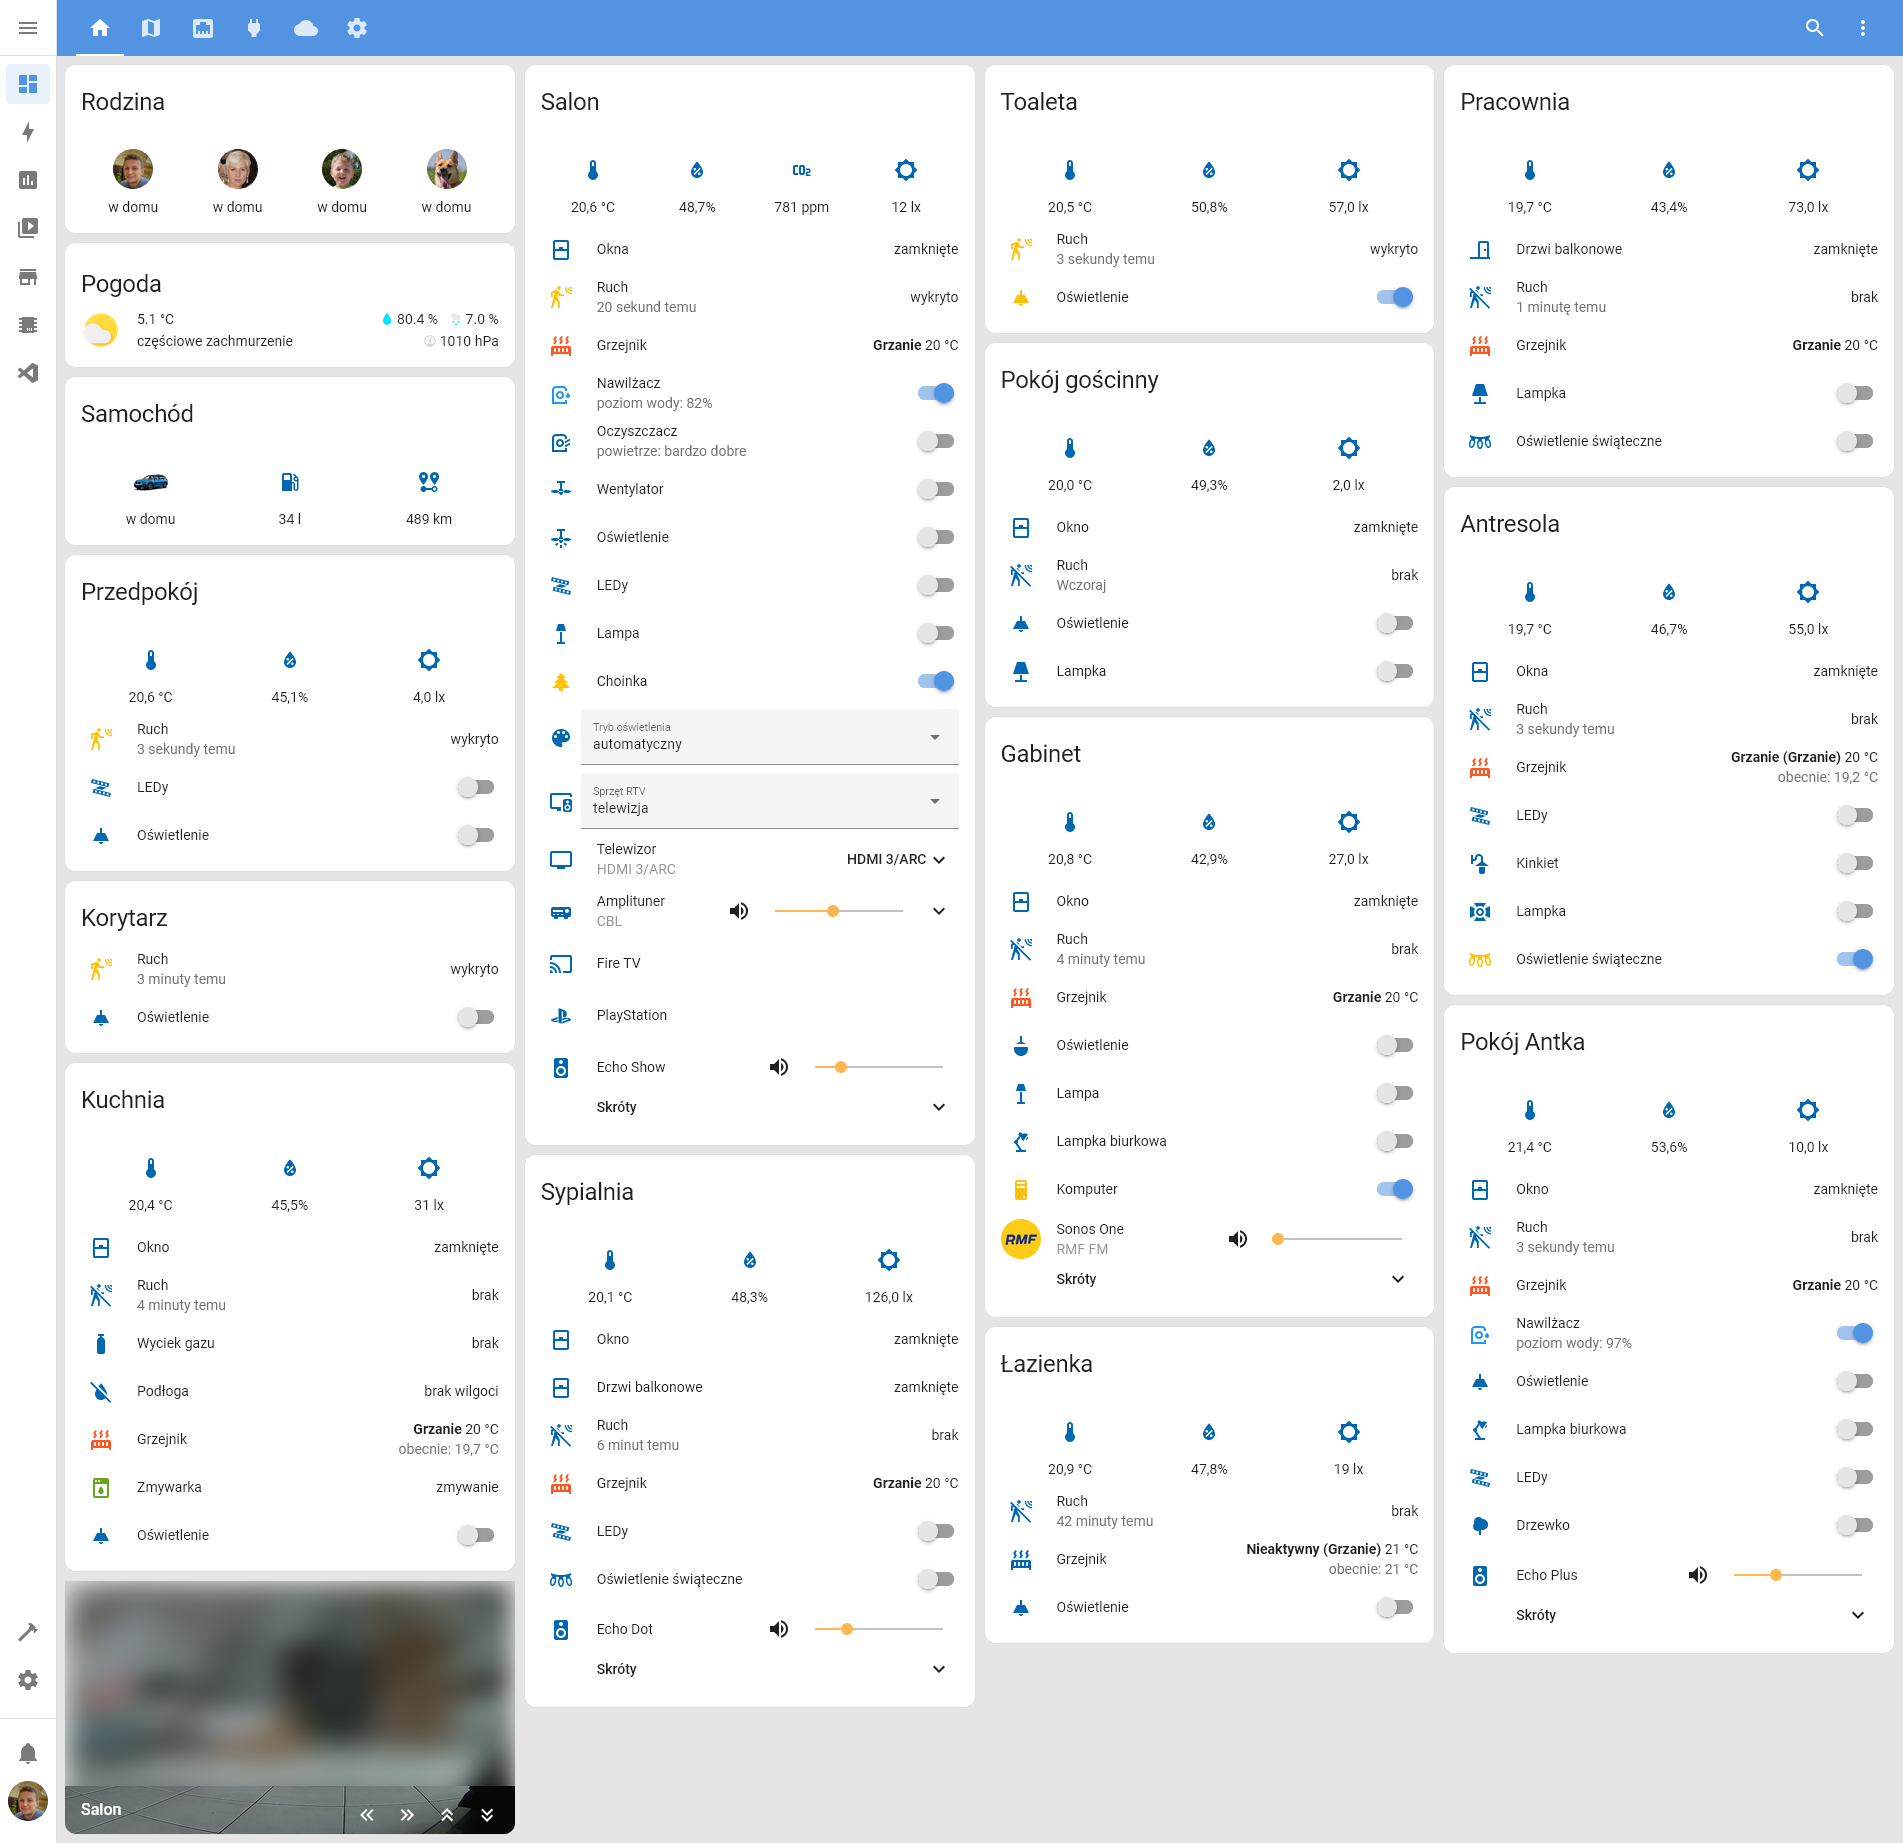 Rodzina
w domu
w domu
w domu
w domu
Pogoda
5.1 °C
80.4 %
7.0 %
częściowe zachmurzenie
1010 hPa
Samochód
w domu
34 l
489 km
Przedpokój
20,6 °C
45,1%
4,0 lx
Ruch
3 sekundy temu
wykryto
LEDy
Oświetlenie
Korytarz
Ruch
3 minuty temu
wykryto
Oświetlenie
Kuchnia
20,4 °C
45,5%
31 lx
Okno
zamknięte
Ruch
4 minuty temu
brak
Wyciek gazu
brak
Podłoga
brak wilgoci
Grzejnik
Grzanie 20 °C
obecnie: 19,7 °C
Zmywarka
zmywanie
Oświetlenie
Salon
Salon
20,6 °C
48,7%
CO₂
781 ppm
12 lx
Okna
zamknięte
Ruch
20 sekund temu
wykryto
Grzejnik
Grzanie 20 °C
Nawilżacz
poziom wody: 82%
Oczyszczacz
powietrze: bardzo dobre
Wentylator
Oświetlenie
LEDy
Lampa
Choinka
Tryb oświetlenia
automatyczny
Sprzęt RTV
telewizja
Telewizor
HDMI 3/ARC
HDMI 3/ARC
Amplituner
CBL
Fire TV
PlayStation
Echo Show
Skróty
Sypialnia
20,1 °C
48,3%
126,0 lx
Okno
zamknięte
Drzwi balkonowe
zamknięte
Ruch
6 minut temu
brak
Grzejnik
Grzanie 20 °C
LEDy
Oświetlenie świąteczne
Echo Dot
Skróty
Toaleta
20,5 °C
50,8%
57,0 lx
Ruch
3 sekundy temu
wykryto
Oświetlenie
Pokój gościnny
20,0 °C
49,3%
2,0 lx
Okno
zamknięte
Ruch
Wczoraj
brak
Oświetlenie
Lampka
Gabinet
20,8 °C
42,9%
27,0 lx
Okno
zamknięte
Ruch
4 minuty temu
brak
Grzejnik
Grzanie 20 °C
Oświetlenie
Lampa
Lampka biurkowa
Komputer
RMF
Sonos One
RMF FM
Skróty
Łazienka
20,9 °C
47,8%
19 lx
Ruch
42 minuty temu
brak
Grzejnik
Nieaktywny (Grzanie) 21 °C
obecnie: 21 °C
Oświetlenie
Pracownia
19,7 °C
43,4%
73,0 lx
Drzwi balkonowe
zamknięte
Ruch
1 minutę temu
brak
Grzejnik
Grzanie 20 °C
Lampka
Oświetlenie świąteczne
Antresola
19,7 °C
46,7%
55,0 lx
Okna
zamknięte
Ruch
3 sekundy temu
brak
Grzejnik
Grzanie (Grzanie) 20 °C
obecnie: 19,2 °C
LEDy
Kinkiet
Lampka
Oświetlenie świąteczne
Pokój Antka
21,4 °C
53,6%
10,0 lx
Okno
zamknięte
Ruch
3 sekundy temu
brak
Grzejnik
Grzanie 20 °C
Nawilżacz
poziom wody: 97%
Oświetlenie
Lampka biurkowa
LEDy
Drzewko
Echo Plus
Skróty